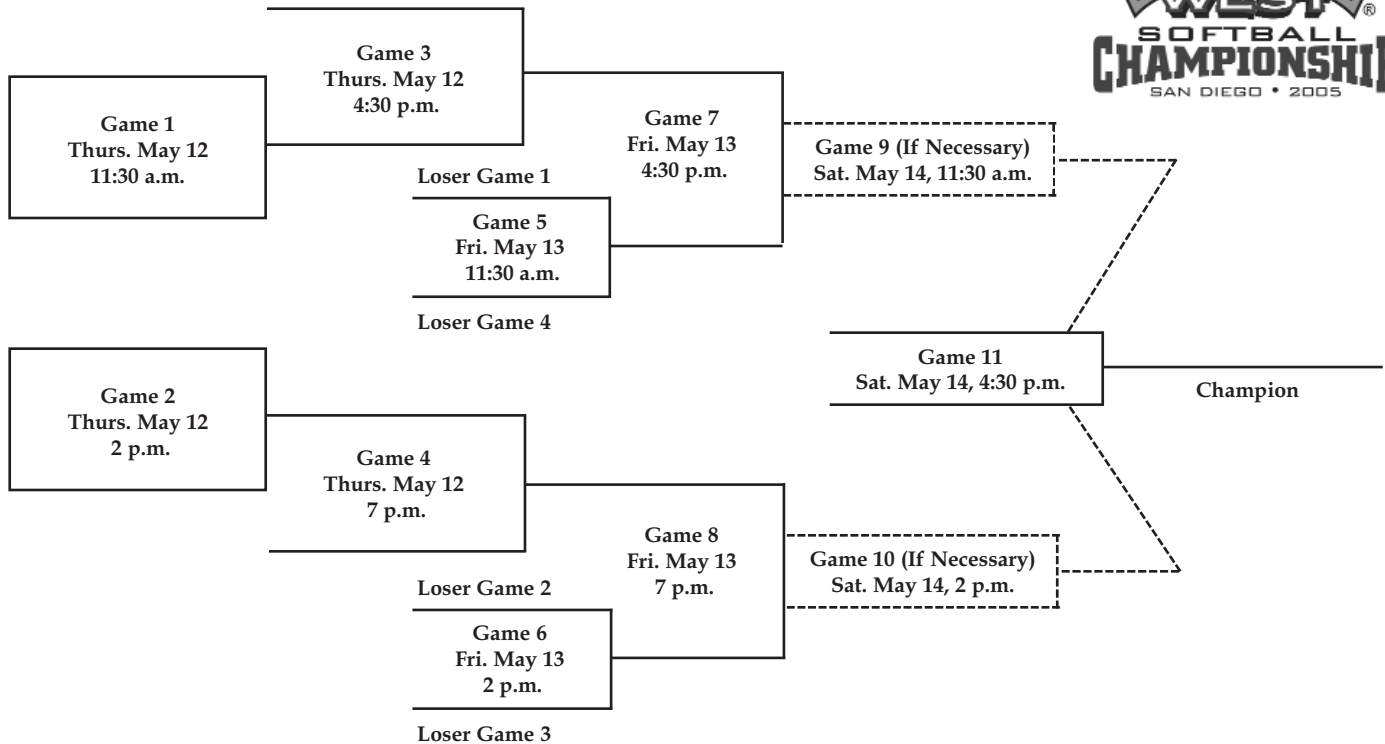 WEST ®
SOFTBALL
CHAMPIONSHI
SAN DIEGO • 2005
Game 3
Thurs. May 12
4:30 p.m.
Game 1
Thurs. May 12
11:30 a.m.
Game 7
Fri. May 13
4:30 p.m.
Game 9 (If Necessary)
Sat. May 14, 11:30 a.m.
Loser Game 1
Game 5
Fri. May 13
11:30 a.m.
Loser Game 4
Game 11
Sat. May 14, 4:30 p.m.
Champion
Game 2
Thurs. May 12
2 p.m.
Game 4
Thurs. May 12
7 p.m.
Game 8
Fri. May 13
7 p.m.
Game 10 (If Necessary)
Sat. May 14, 2 p.m.
Loser Game 2
Game 6
Fri. May 13
2 p.m.
Loser Game 3